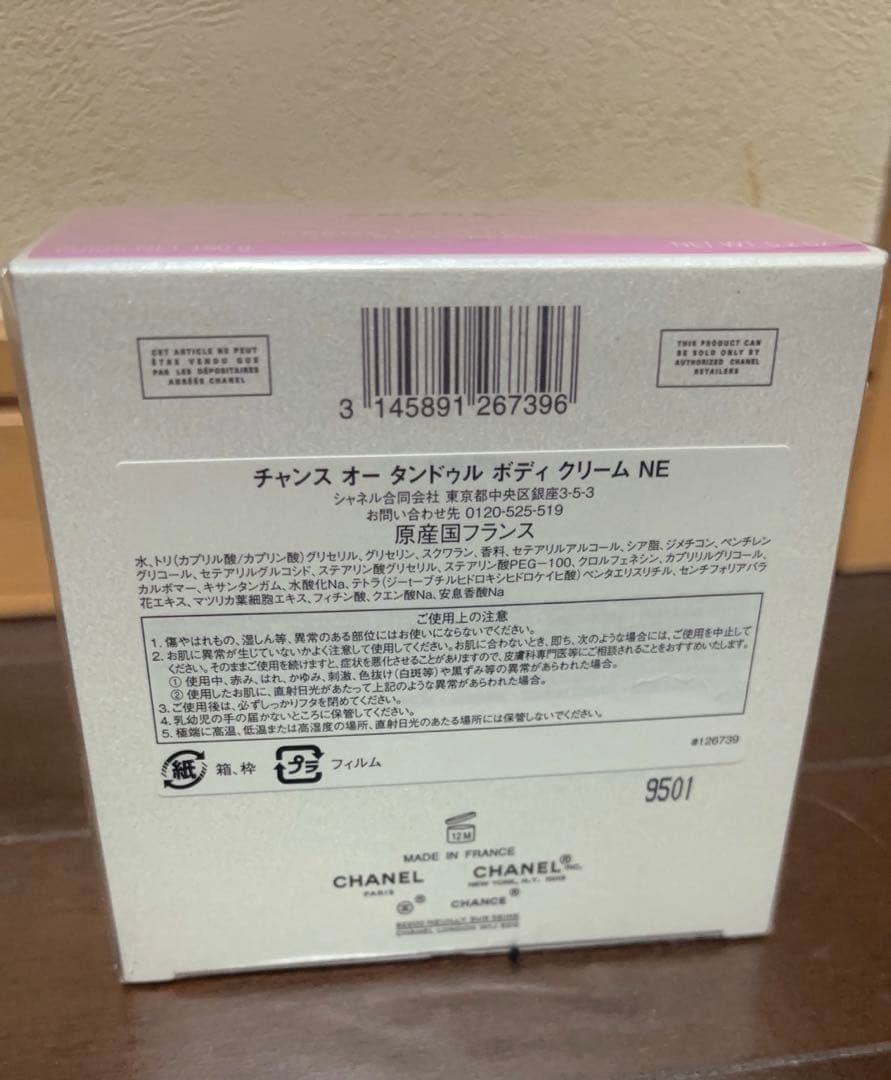 NET WT. 5.2 OZ.
CET ARTICLE NE PEUT
ÊTRE VENDU QUE
PAR LES DÉPOSITAIRES
AGRÉÉS CHANEL
THIS PRODUCT CAN
BE SOLD ONLY BY
AUTHORIZED CHANEL
RETAILERS
3 145891 267396
チャンス オー タンドゥル ボディ クリーム NE
シャネル合同会社 東京都中央区銀座3-5-3
お問い合わせ先 0120-525-519
原産国フランス
水、トリ(カプリル酸/カプリン酸)グリセリル、グリセリン、スクワラン、香料、セテアリルアルコール、シア脂、ジメチコン、ペンチレン
グリコール、セテアリルグルコシド、ステアリン酸グリセリル、ステアリン酸PEG-100、クロルフェネシン、カプリリルグリコール、
カルボマー、キサンタンガム、水酸化Na、テトラ(ジ-t-ブチルヒドロキシヒドロケイヒ酸)ペンタエリスリチル、センチフォリアバラ
花エキス、マツリカ葉細胞エキス、フィチン酸、クエン酸Na、安息香酸Na
ご使用上の注意
1. 傷やはれもの、湿しん等、異常のある部位にはお使いにならないでください。
2. お肌に異常が生じていないかよく注意して使用してください。お肌に合わないとき、即ち、次のような場合には、ご使用を中止して
ください。そのままご使用を続けますと、症状を悪化させることがありますので、皮膚科専門医等にご相談されることをおすすめいたします。
① 使用中、赤み、はれ、かゆみ、刺激、色抜け(白斑等)や黒ずみ等の異常があらわれた場合。
② 使用したお肌に、直射日光があたって上記のような異常があらわれた場合。
3. ご使用後は、必ずしっかりフタを閉めてください。
4. 乳幼児の手の届かないところに保管してください。
5. 極端に高温、低温または高湿度の場所、直射日光のあたる場所には保管しないでください。
#126739
紙 箱、枠 プラ フィルム
9501
12 M
MADE IN FRANCE
CHANEL CHANEL® INC.
PARIS NEW YORK, N.Y.
® CHANCE®
NEUILLY SUR SEINE
CHANEL LONDON